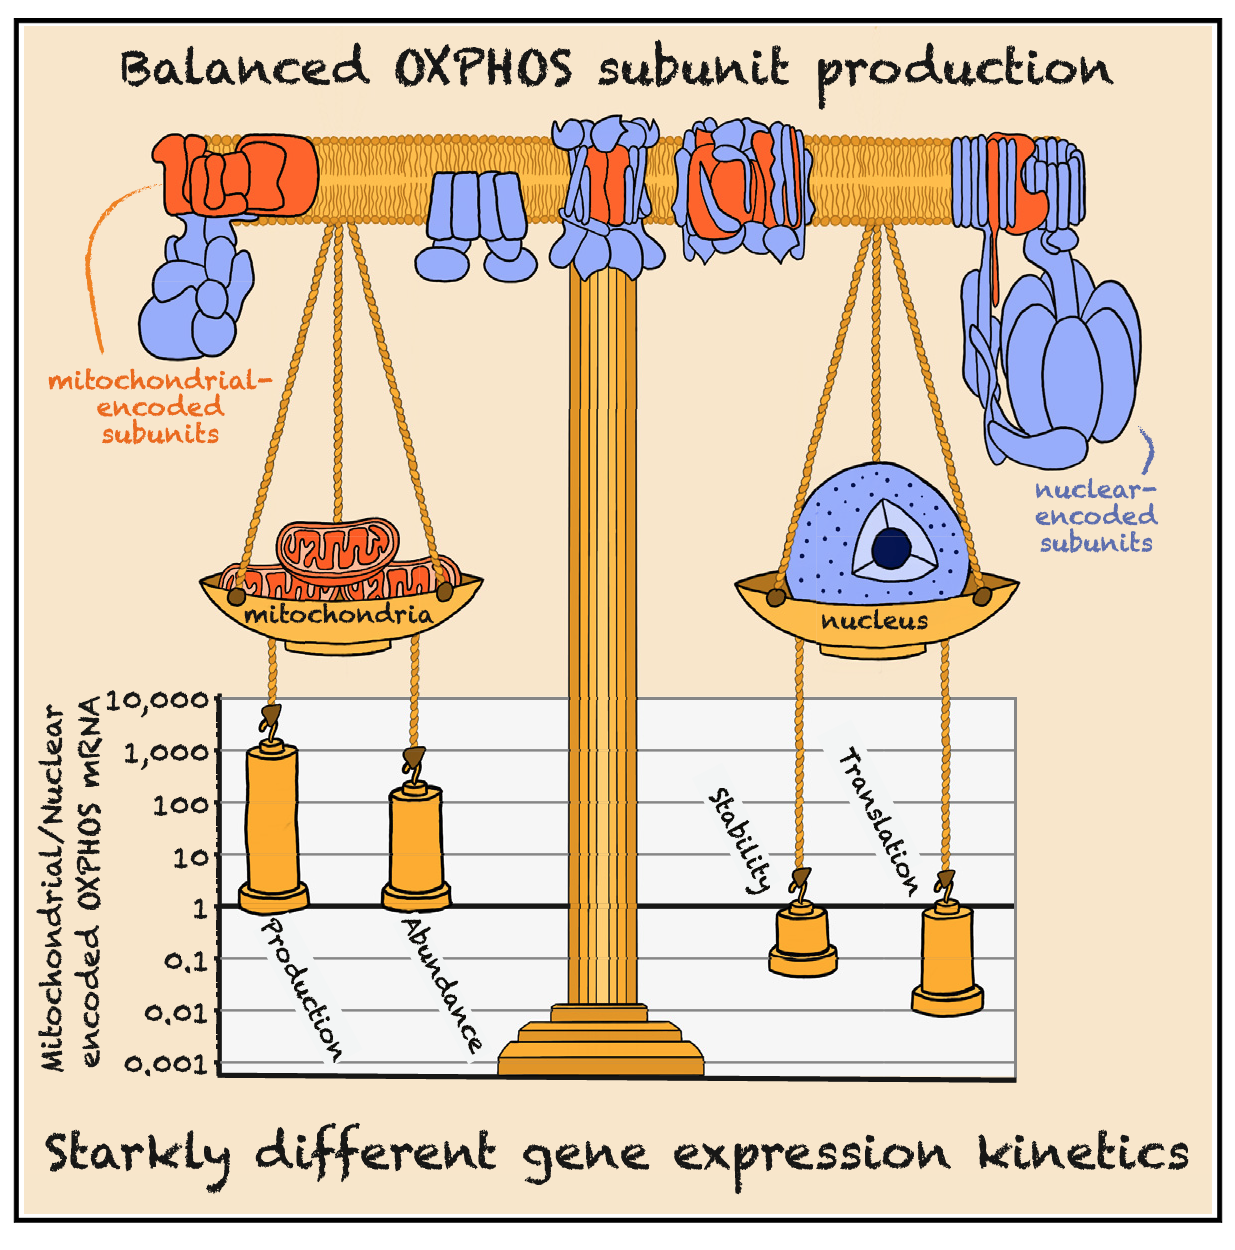 Balanced OXPHOS subunit production
mitochondrial-
encoded
subunits
nuclear-
encoded
subunits
mitochondria
nucleus
Mitochondrial/Nuclear
encoded OXPHOS mRNA
10,000
1,000
100
10
1
0.1
0.01
0.001
Production
Abundance
Stability
Translation
Starkly different gene expression kinetics